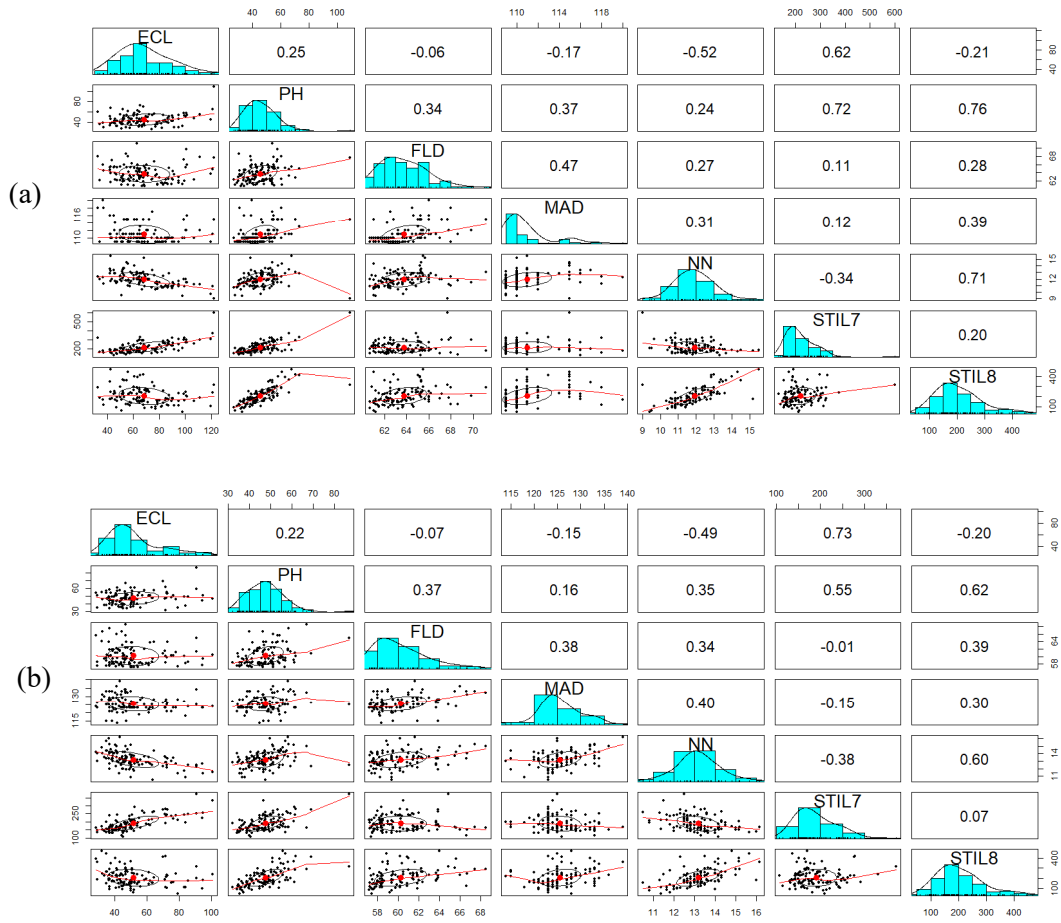 40 60 80 100 110 114 118 200 300 400 500 600
ECL 0.25 -0.06 -0.17 -0.52 0.62 -0.21 40 80
40 80 PH 0.34 0.37 0.24 0.72 0.76
FLD 0.47 0.27 0.11 0.28 62 68
(a)
110 116 MAD 0.31 0.12 0.39
NN -0.34 0.71 9 12 15
200 500 STIL7 0.20
STIL8 100 400
40 60 80 100 120 62 64 66 68 70 9 10 11 12 13 14 15 100 200 300 400
30 40 50 60 70 80 115 120 125 130 135 140 100 200 300
ECL 0.22 -0.07 -0.15 -0.49 0.73 -0.20 40 80
30 60 PH 0.37 0.16 0.35 0.55 0.62
FLD 0.38 0.34 -0.01 0.39 58 64
(b)
115 130 MAD 0.40 -0.15 0.30
NN -0.38 0.60 11 14
100 250 STIL7 0.07
STIL8 100 400
40 60 80 100 58 60 62 64 66 68 11 12 13 14 15 16 100 200 300 400